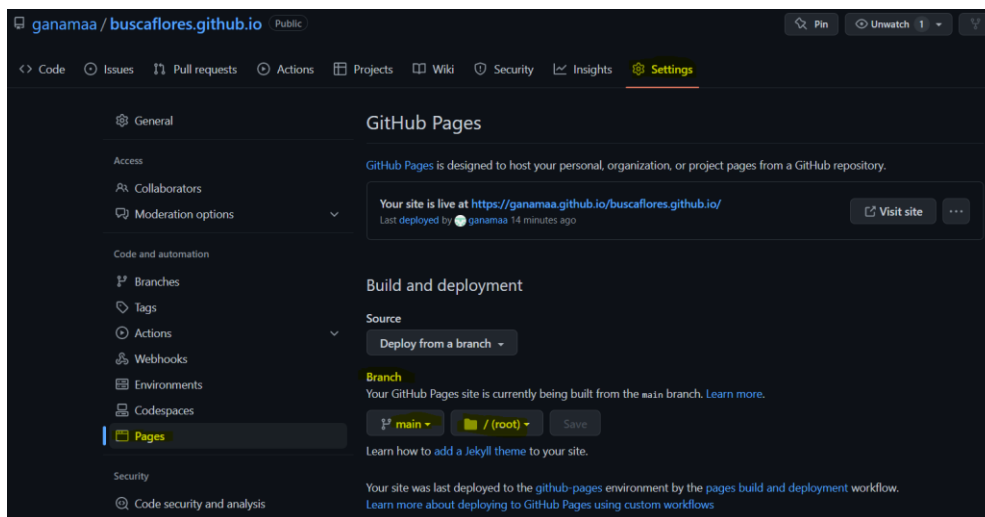 ganamaa / buscaflores.github.io Public
Pin
Unwatch 1
Code
Issues
Pull requests
Actions
Projects
Wiki
Security
Insights
Settings
General
Access
Collaborators
Moderation options
Code and automation
Branches
Tags
Actions
Webhooks
Environments
Codespaces
Pages
Security
Code security and analysis
GitHub Pages
GitHub Pages is designed to host your personal, organization, or project pages from a GitHub repository.
Your site is live at https://ganamaa.github.io/buscaflores.github.io/
Last deployed by ganamaa 14 minutes ago
Visit site
Build and deployment
Source
Deploy from a branch
Branch
Your GitHub Pages site is currently being built from the main branch. Learn more.
main
/ (root)
Save
Learn how to add a Jekyll theme to your site.
Your site was last deployed to the github-pages environment by the pages build and deployment workflow.
Learn more about deploying to GitHub Pages using custom workflows